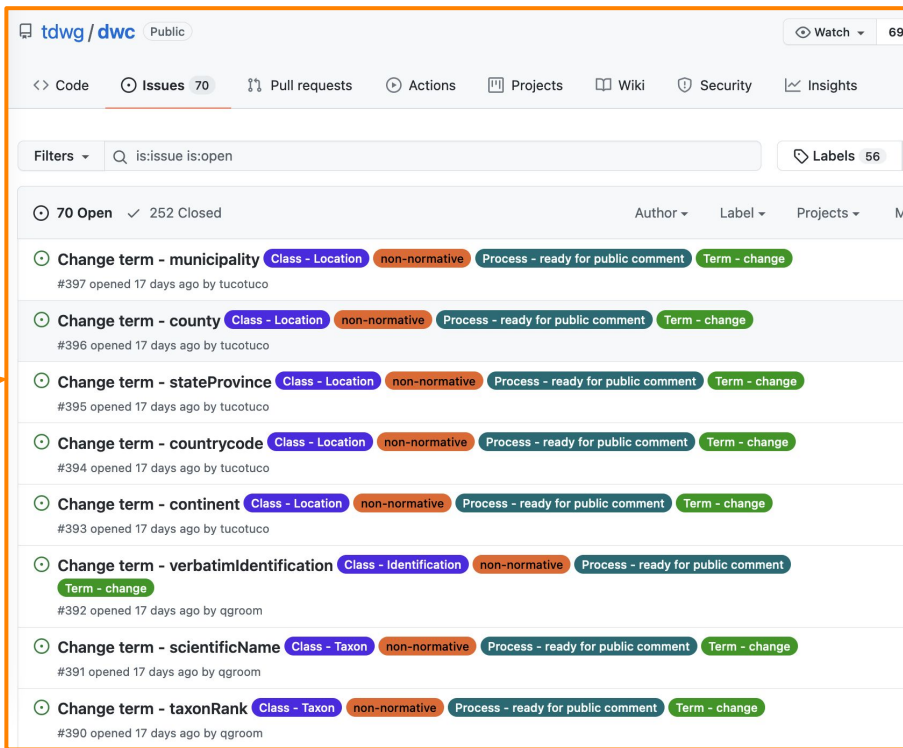 tdwg / dwc Public Watch 69
Code Issues 70 Pull requests Actions Projects Wiki Security Insights
Filters is:issue is:open Labels 56
70 Open 252 Closed Author Label Projects M
Change term - municipality Class - Location non-normative Process - ready for public comment Term - change
#397 opened 17 days ago by tucotuco
Change term - county Class - Location non-normative Process - ready for public comment Term - change
#396 opened 17 days ago by tucotuco
Change term - stateProvince Class - Location non-normative Process - ready for public comment Term - change
#395 opened 17 days ago by tucotuco
Change term - countrycode Class - Location non-normative Process - ready for public comment Term - change
#394 opened 17 days ago by tucotuco
Change term - continent Class - Location non-normative Process - ready for public comment Term - change
#393 opened 17 days ago by tucotuco
Change term - verbatimIdentification Class - Identification non-normative Process - ready for public comment
Term - change
#392 opened 17 days ago by qgroom
Change term - scientificName Class - Taxon non-normative Process - ready for public comment Term - change
#391 opened 17 days ago by qgroom
Change term - taxonRank Class - Taxon non-normative Process - ready for public comment Term - change
#390 opened 17 days ago by qgroom